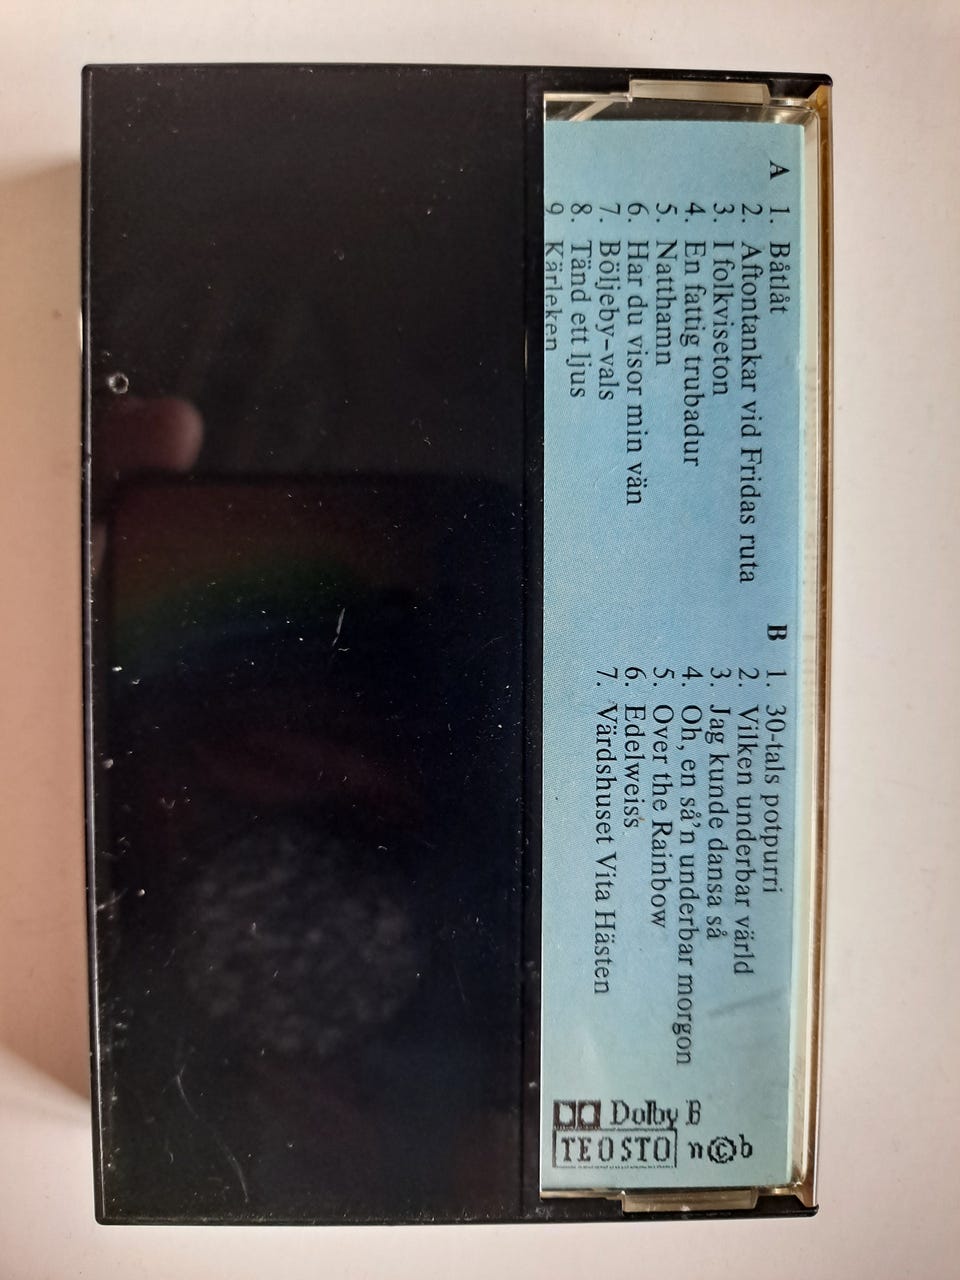 A 1. Båtlåt
2. Aftontankar vid Fridas ruta
3. I folkviseton
4. En fattig trubadur
5. Natthamn
6. Har du visor min vän
7. Böljeby-vals
8. Tänd ett ljus
9 Kärleken
B 1. 30-tals potpurri
2. Vilken underbar värld
3. Jag kunde dansa så
4. Oh, en så'n underbar morgon
5. Over the Rainbow
6. Edelweiss
7. Värdshuset Vita Hästen
Dolby B
TEOSTO n©b